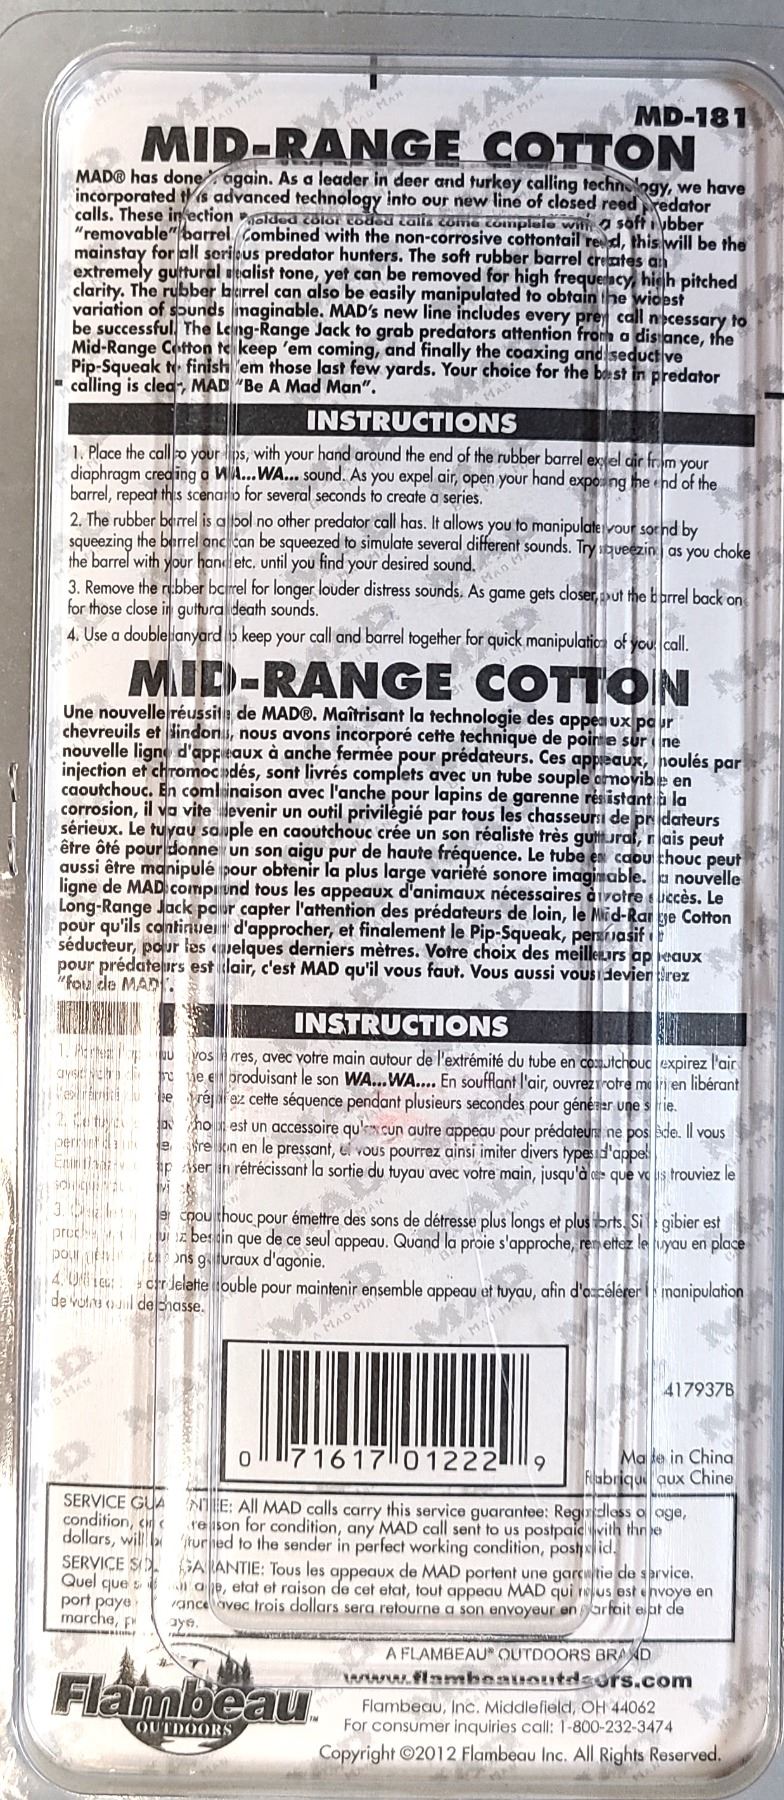 MD-181
MID-RANGE COTTON
MAD® has done again. As a leader in deer and turkey calling technology, we have
incorporated this advanced technology into our new line of closed reed predator
calls. These injection molded color coded calls come complete with a soft rubber
"removable" barrel Combined with the non-corrosive cottontail reed, this will be the
mainstay for all serious predator hunters. The soft rubber barrel creates an
extremely guttural realist tone, yet can be removed for high frequency, high pitched
clarity. The rubber barrel can also be easily manipulated to obtain the widest
variation of sounds imaginable. MAD's new line includes every prey call necessary to
be successful. The Long-Range Jack to grab predators attention from a distance, the
Mid-Range Cotton to keep 'em coming, and finally the coaxing and seductive
Pip-Squeak to finish 'em those last few yards. Your choice for the best in predator
calling is clear, MAD "Be A Mad Man".
INSTRUCTIONS
1. Place the call to your lips, with your hand around the end of the rubber barrel expel air from your
diaphragm creating a WA...WA... sound. As you expel air, open your hand exposing the end of the
barrel, repeat this scenario for several seconds to create a series.
2. The rubber barrel is a tool no other predator call has. It allows you to manipulate your sound by
squeezing the barrel and can be squeezed to simulate several different sounds. Try squeezing as you choke
the barrel with your hand etc. until you find your desired sound.
3. Remove the rubber barrel for longer louder distress sounds. As game gets closer, put the barrel back on
for those close in guttural death sounds.
4. Use a double lanyard to keep your call and barrel together for quick manipulation of your call.
MID-RANGE COTTON
Une nouvelle réussite de MAD®. Maîtrisant la technologie des appeaux pour
chevreuils et dindons, nous avons incorporé cette technique de pointe sur une
nouvelle ligne d'appeaux à anche fermée pour prédateurs. Ces appeaux, moulés par
injection et chromocodés, sont livrés complets avec un tube souple amovible en
caoutchouc. En combinaison avec l'anche pour lapins de garenne résistant à la
corrosion, il va vite devenir un outil privilégié par tous les chasseurs de prédateurs
sérieux. Le tuyau souple en caoutchouc crée un son réaliste très guttural, mais peut
être ôté pour donner un son aigu pur de haute fréquence. Le tube en caoutchouc peut
aussi être manipulé pour obtenir la plus large variété sonore imaginable. La nouvelle
ligne de MAD comprend tous les appeaux d'animaux nécessaires à votre succès. Le
Long-Range Jack pour capter l'attention des prédateurs de loin, le Mid-Range Cotton
pour qu'ils continuent d'approcher, et finalement le Pip-Squeak, persuasif et
séducteur, pour les quelques derniers mètres. Votre choix des meilleurs appeaux
pour prédateurs est clair, c'est MAD qu'il vous faut. Vous aussi vous deviendrez
"fou de MAD".
INSTRUCTIONS
1. vos lèvres, avec votre main autour de l'extrémité du tube en caoutchouc expirez l'air
en produisant le son WA...WA.... En soufflant l'air, ouvrez votre main en libérant
répétez cette séquence pendant plusieurs secondes pour générer une série.
2. est un accessoire qu'aucun autre appeau pour prédateurs ne possède. Il vous
son en le pressant, et vous pourrez ainsi imiter divers types d'appel
en rétrécissant la sortie du tuyau avec votre main, jusqu'à ce que vous trouviez le
3. caoutchouc pour émettre des sons de détresse plus longs et plus forts. Si le gibier est
besoin que de ce seul appeau. Quand la proie s'approche, remettez le tuyau en place
sons gutturaux d'agonie.
4. cordelette double pour maintenir ensemble appeau et tuyau, afin d'accélérer la manipulation
de votre outil de chasse.
0 71617 01222 9
417937B
Made in China
Fabriqué aux Chine
SERVICE GUARANTEE: All MAD calls carry this service guarantee: Regardless of age,
condition, or reason for condition, any MAD call sent to us postpaid with three
dollars, will be returned to the sender in perfect working condition, postpaid.
SERVICE GARANTIE: Tous les appeaux de MAD portent une garantie de service.
Quel que soit age, etat et raison de cet etat, tout appeau MAD qui nous est envoye en
port paye avance avec trois dollars sera retourne a son envoyeur en parfait etat de
marche, paye.
A FLAMBEAU® OUTDOORS BRAND
www.flambeauoutdoors.com
Flambeau™
OUTDOORS
Flambeau, Inc. Middlefield, OH 44062
For consumer inquiries call: 1-800-232-3474
Copyright ©2012 Flambeau Inc. All Rights Reserved.